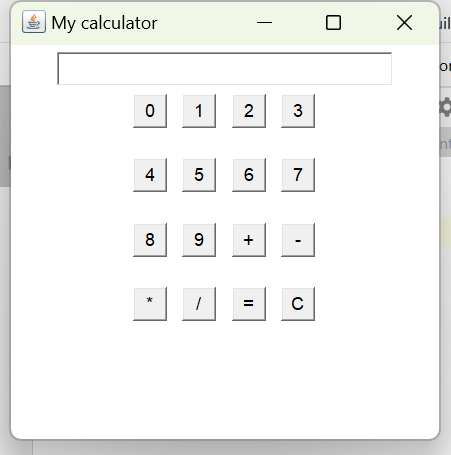 My calculator
0 1 2 3
4 5 6 7
8 9 + -
* / = C